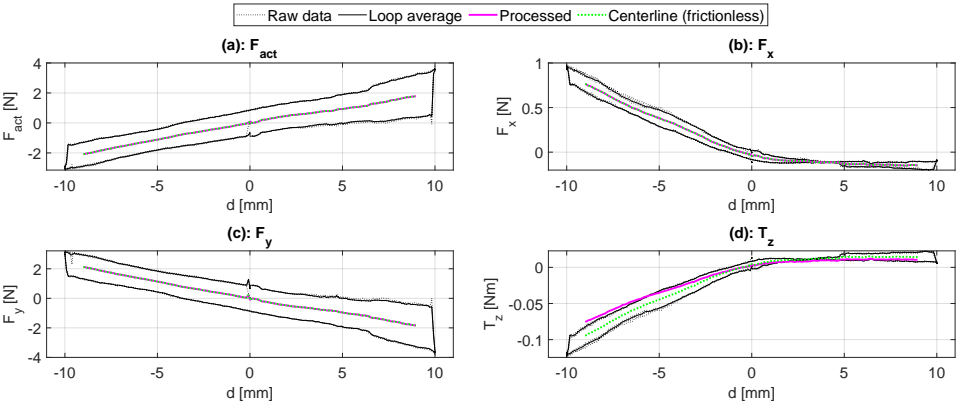 Raw data Loop average Processed Centerline (frictionless)
(a): F_act
4
2
0
-2
F_act [N]
-10 -5 0 5 10
d [mm]
(b): F_x
1
0.5
0
F_x [N]
-10 -5 0 5 10
d [mm]
(c): F_y
2
0
-2
-4
F_y [N]
-10 -5 0 5 10
d [mm]
(d): T_z
0
-0.05
-0.1
T_z [Nm]
-10 -5 0 5 10
d [mm]